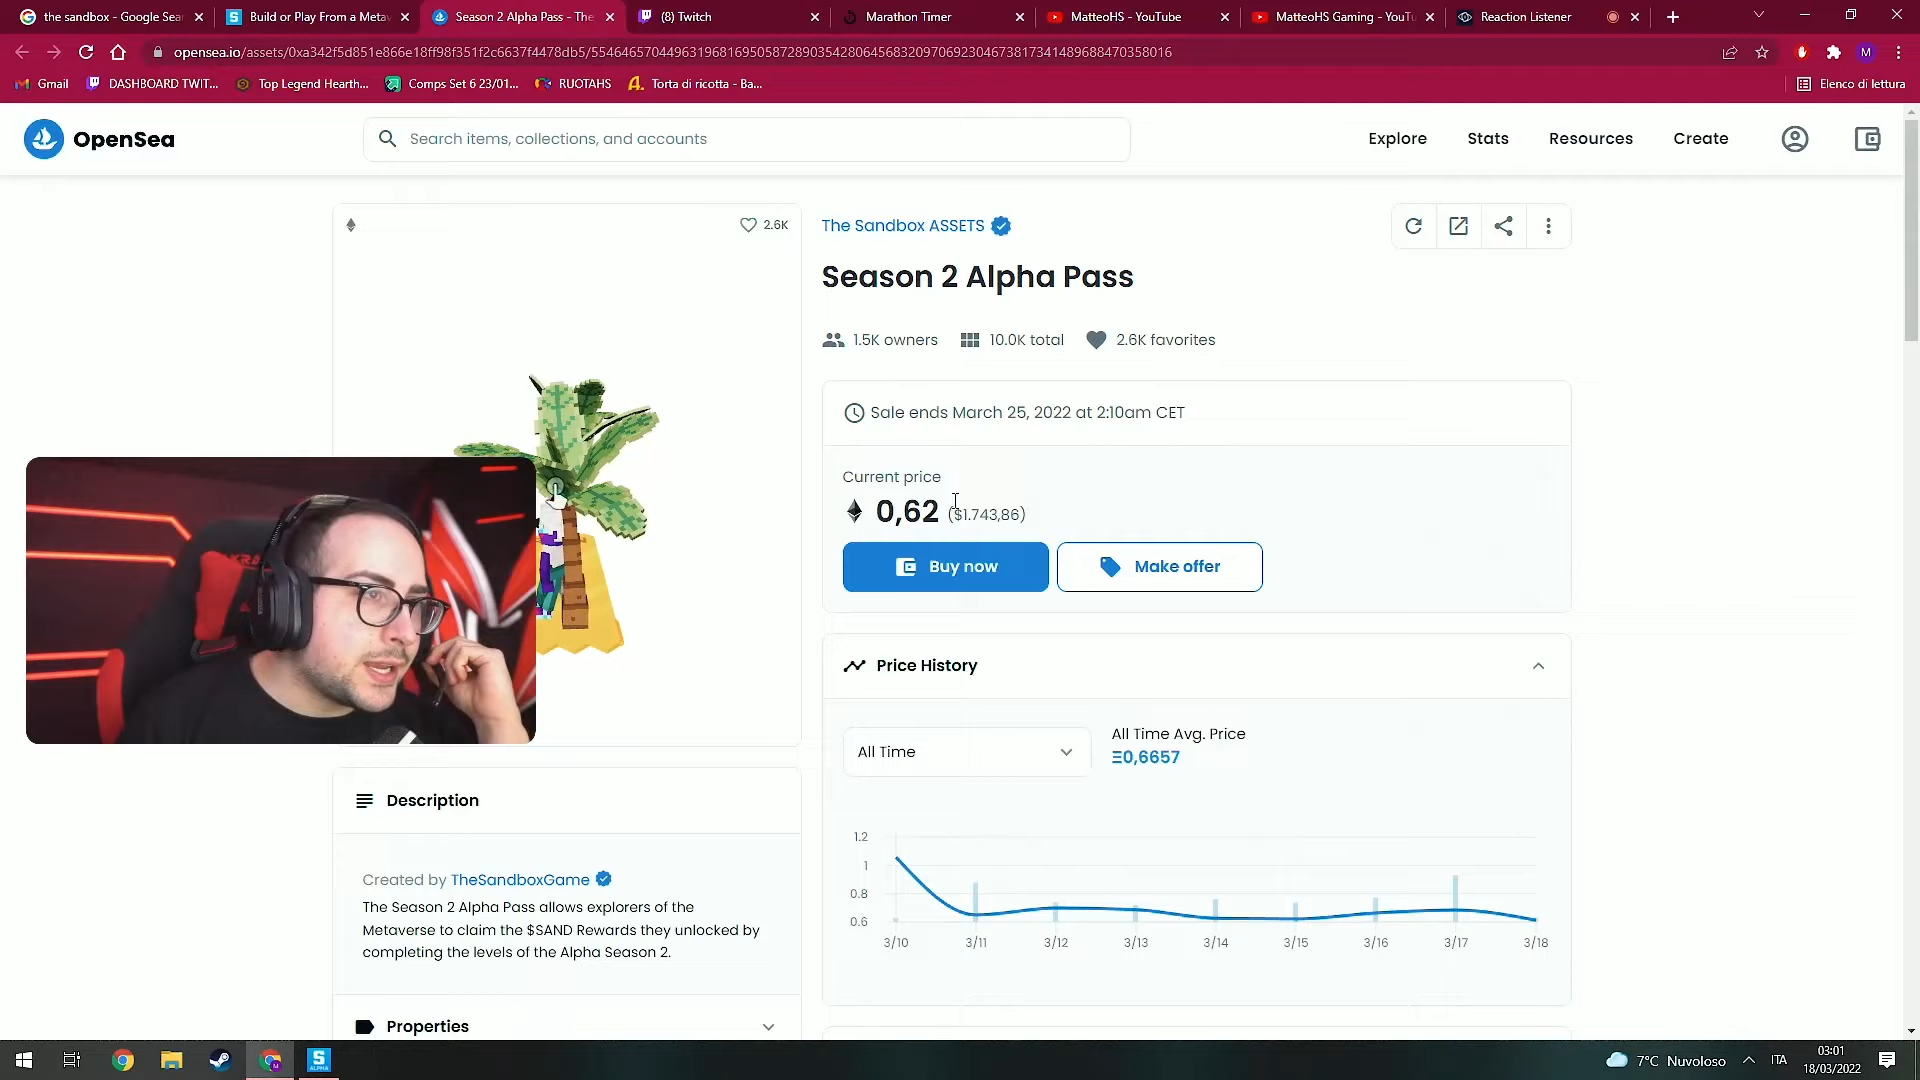 the sandbox - Google Sea
Build or Play From a Metav
Season 2 Alpha Pass - The
(8) Twitch
Marathon Timer
MatteoHS - YouTube
MatteoHS Gaming - YouTu
Reaction Listener
opensea.io/assets/0xa342f5d851e866e18ff98f351f2c6637f4478db5/55464657044963196816950587289035428064568320970692304673817341489688470358016
M
Gmail
DASHBOARD TWIT...
Top Legend Hearth...
Comps Set 6 23/01...
RUOTAHS
Torta di ricotta - Ba...
Elenco di lettura
OpenSea
Search items, collections, and accounts
Explore
Stats
Resources
Create
2.6K
The Sandbox ASSETS
Season 2 Alpha Pass
1.5K owners
10.0K total
2.6K favorites
Sale ends March 25, 2022 at 2:10am CET
Current price
0,62 ($1.743,86)
Buy now
Make offer
Price History
All Time
All Time Avg. Price
Ξ0,6657
1.2
1
0.8
0.6
3/10
3/11
3/12
3/13
3/14
3/15
3/16
3/17
3/18
Description
Created by TheSandboxGame
The Season 2 Alpha Pass allows explorers of the
Metaverse to claim the $SAND Rewards they unlocked by
completing the levels of the Alpha Season 2.
Properties
S
ALPHA
7°C Nuvoloso
ITA
03:01
18/03/2022